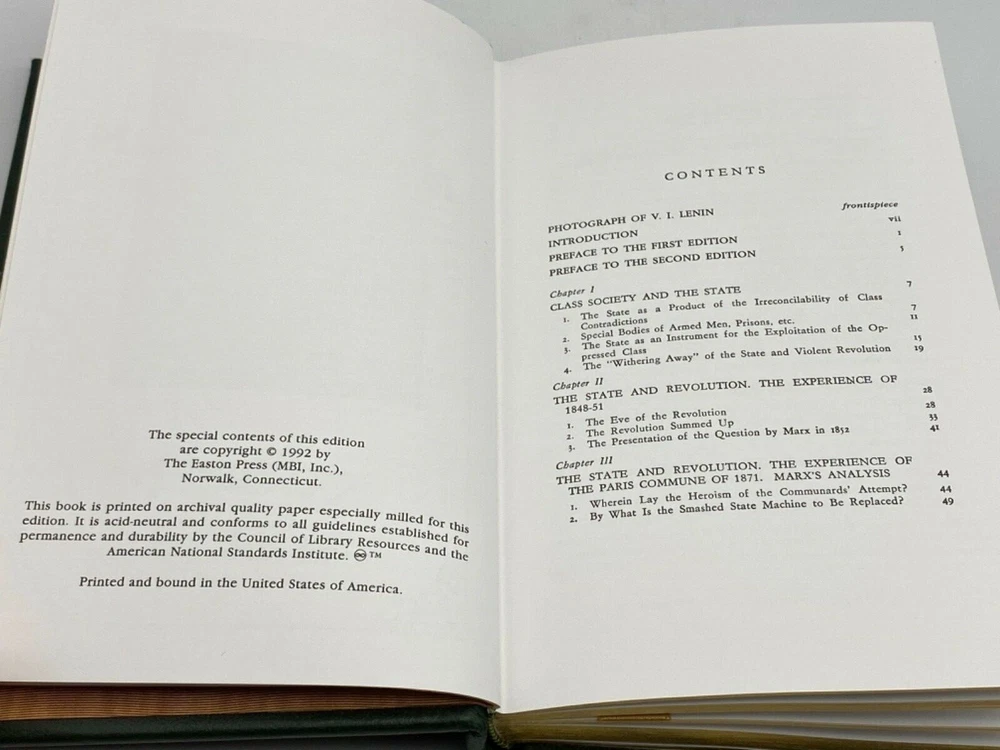 The special contents of this edition
are copyright © 1992 by
The Easton Press (MBI, Inc.),
Norwalk, Connecticut.
This book is printed on archival quality paper especially milled for this
edition. It is acid-neutral and conforms to all guidelines established for
permanence and durability by the Council of Library Resources and the
American National Standards Institute. ♾™
Printed and bound in the United States of America.
CONTENTS
PHOTOGRAPH OF V. I. LENIN frontispiece
INTRODUCTION vii
PREFACE TO THE FIRST EDITION 1
PREFACE TO THE SECOND EDITION 5
Chapter I
CLASS SOCIETY AND THE STATE 7
1. The State as a Product of the Irreconcilability of Class
Contradictions 7
2. Special Bodies of Armed Men, Prisons, etc. 11
3. The State as an Instrument for the Exploitation of the Op-
pressed Class 15
4. The "Withering Away" of the State and Violent Revolution 19
Chapter II
THE STATE AND REVOLUTION. THE EXPERIENCE OF
1848-51 28
1. The Eve of the Revolution 28
2. The Revolution Summed Up 33
3. The Presentation of the Question by Marx in 1852 41
Chapter III
THE STATE AND REVOLUTION. THE EXPERIENCE OF
THE PARIS COMMUNE OF 1871. MARX'S ANALYSIS 44
1. Wherein Lay the Heroism of the Communards' Attempt? 44
2. By What Is the Smashed State Machine to Be Replaced? 49